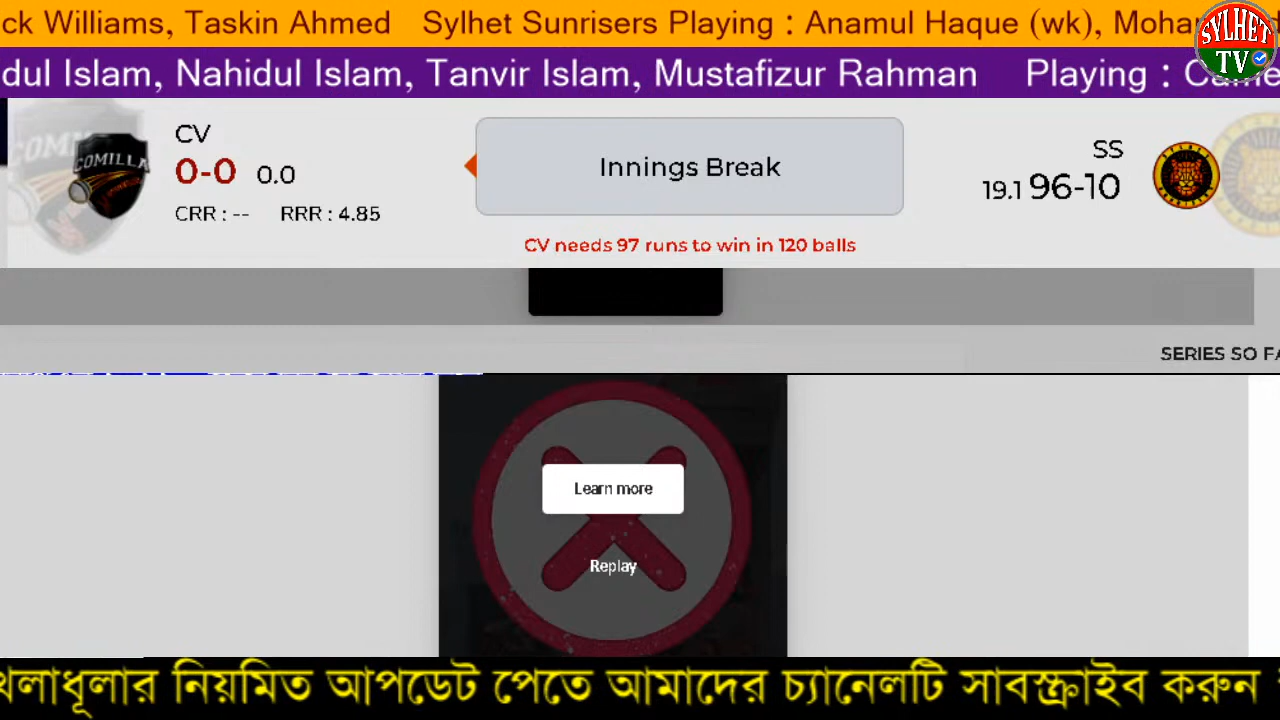 ck Williams, Taskin Ahmed Sylhet Sunrisers Playing : Anamul Haque (wk),
SYLHET TV
dul Islam, Nahidul Islam, Tanvir Islam, Mustafizur Rahman Playing :
COMILLA
CV
0-0 0.0
CRR : -- RRR : 4.85
Innings Break
CV needs 97 runs to win in 120 balls
SS
19.1 96-10
SERIES SO FA
Learn more
Replay
খেলাধূলার নিয়মিত আপডেট পেতে আমাদের চ্যানেলটি সাবস্ক্রাইব করুন